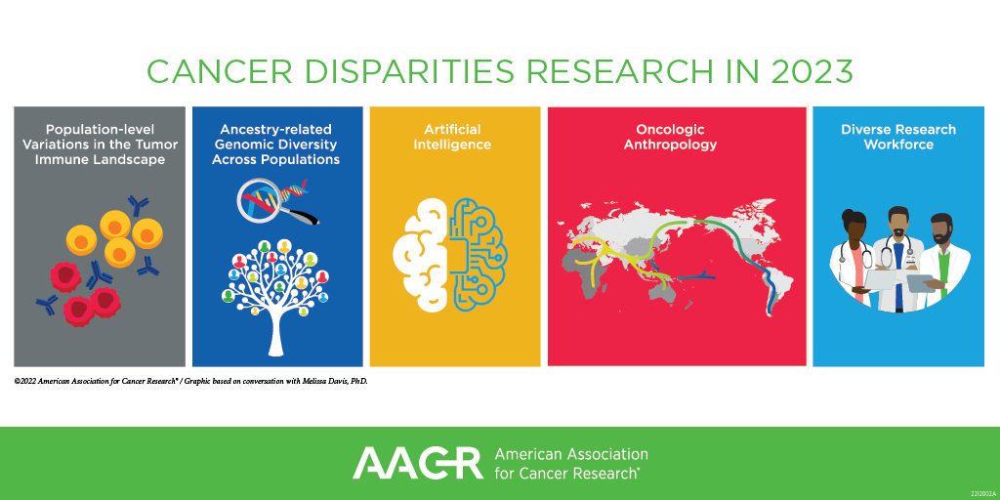 CANCER DISPARITIES RESEARCH IN 2023
Population-level
Variations in the Tumor
Immune Landscape
Ancestry-related
Genomic Diversity
Across Populations
Artificial
Intelligence
Oncologic
Anthropology
Diverse Research
Workforce
©2022 American Association for Cancer Research® / Graphic based on conversation with Melissa Davis, PhD.
AACR
American Association
for Cancer Research®
2212002A